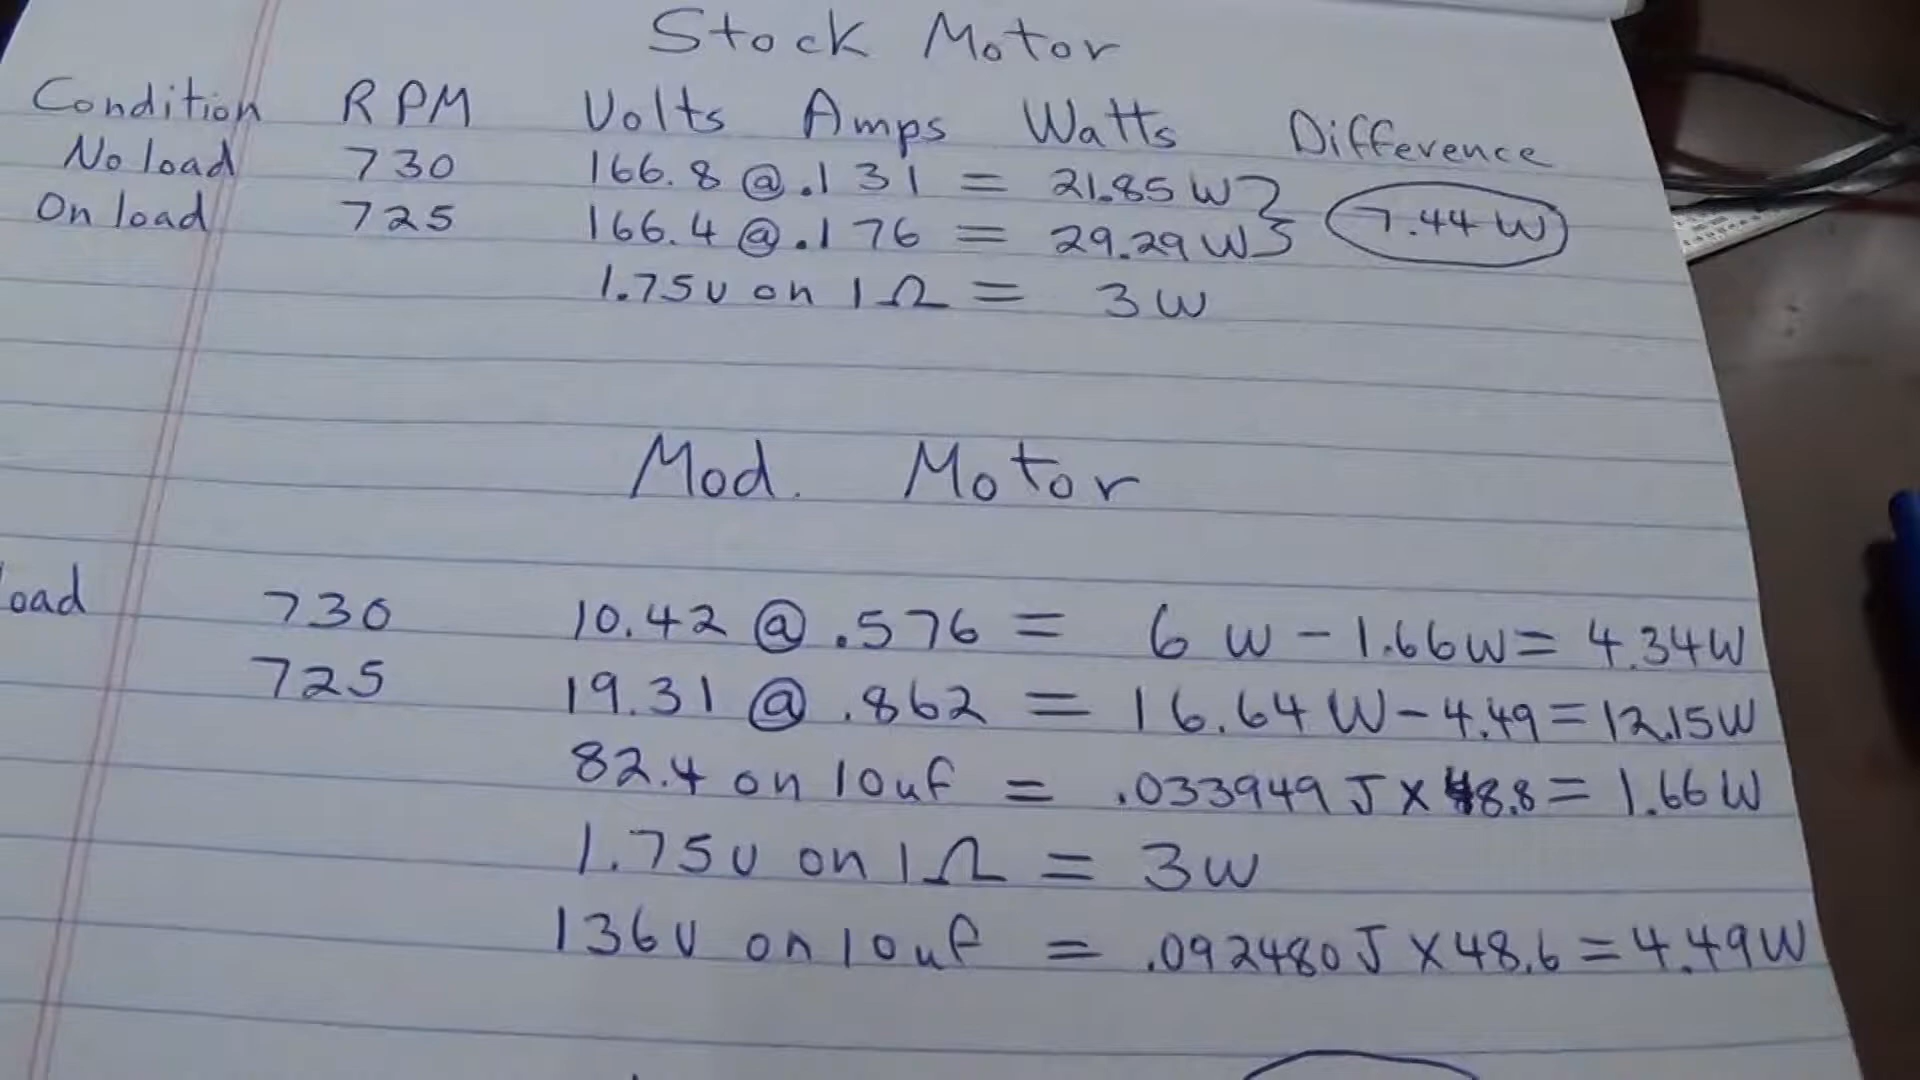 Stock Motor
Condition RPM Volts Amps Watts Difference
No load 730 166.8 @ .131 = 21.85 W } 7.44 W
On load 725 166.4 @ .176 = 29.29 W }
1.75v on 1Ω = 3W
Mod. Motor
oad 730 10.42 @ .576 = 6 W - 1.66W = 4.34W
725 19.31 @ .862 = 16.64 W - 4.49 = 12.15W
82.4 on 10uf = .033949 J X 48.8 = 1.66 W
1.75v on 1Ω = 3W
136v on 10uf = .092480 J X 48.6 = 4.49W